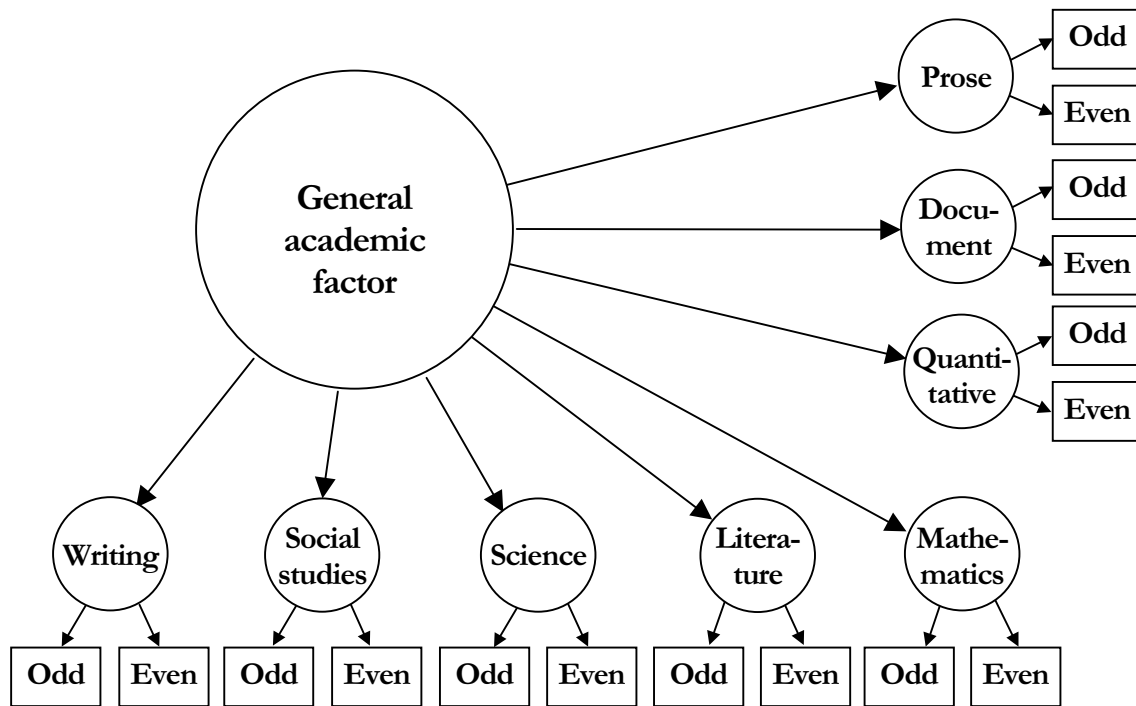 General
academic
factor
Prose
Odd
Even
Docu-
ment
Odd
Even
Quanti-
tative
Odd
Even
Writing
Social
studies
Science
Litera-
ture
Mathe-
matics
Odd
Even
Odd
Even
Odd
Even
Odd
Even
Odd
Even